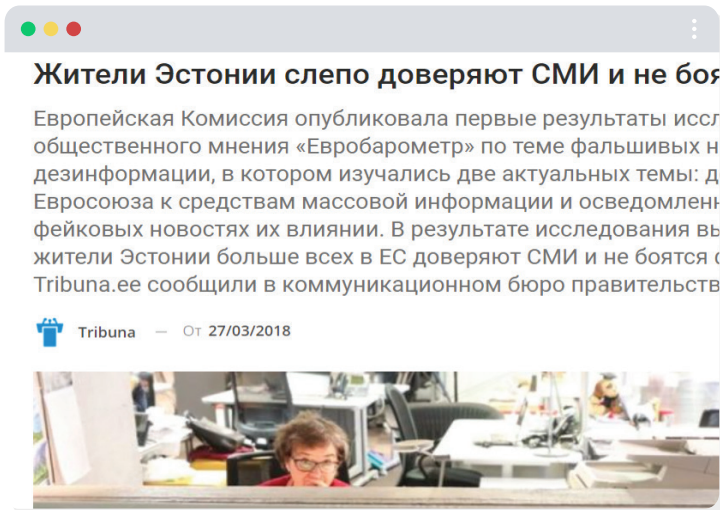 Жители Эстонии слепо доверяют СМИ и не боя
Европейская Комиссия опубликовала первые результаты иссл
общественного мнения «Евробарометр» по теме фальшивых н
дезинформации, в котором изучались две актуальных темы: д
Евросоюза к средствам массовой информации и осведомленн
фейковых новостях их влиянии. В результате исследования вы
жители Эстонии больше всех в ЕС доверяют СМИ и не боятся
Tribuna.ee сообщили в коммуникационном бюро правительств
Tribuna — От 27/03/2018